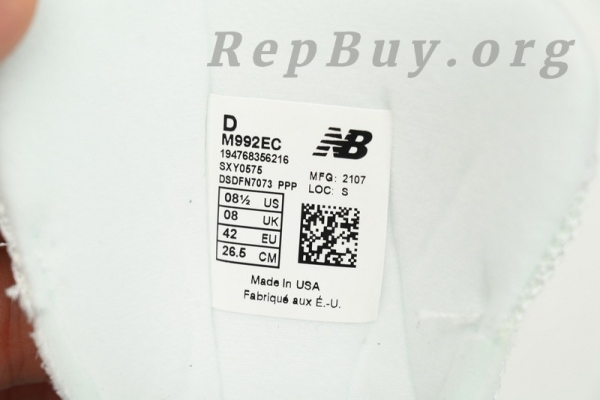 RepBuy.org
D
M992EC
194768356216
SXY0575
DSDFN7073 PPP
NB
MFG: 2107
LOC: S
08½ US
08 UK
42 EU
26.5 CM
Made In USA
Fabriqué aux É.-U.